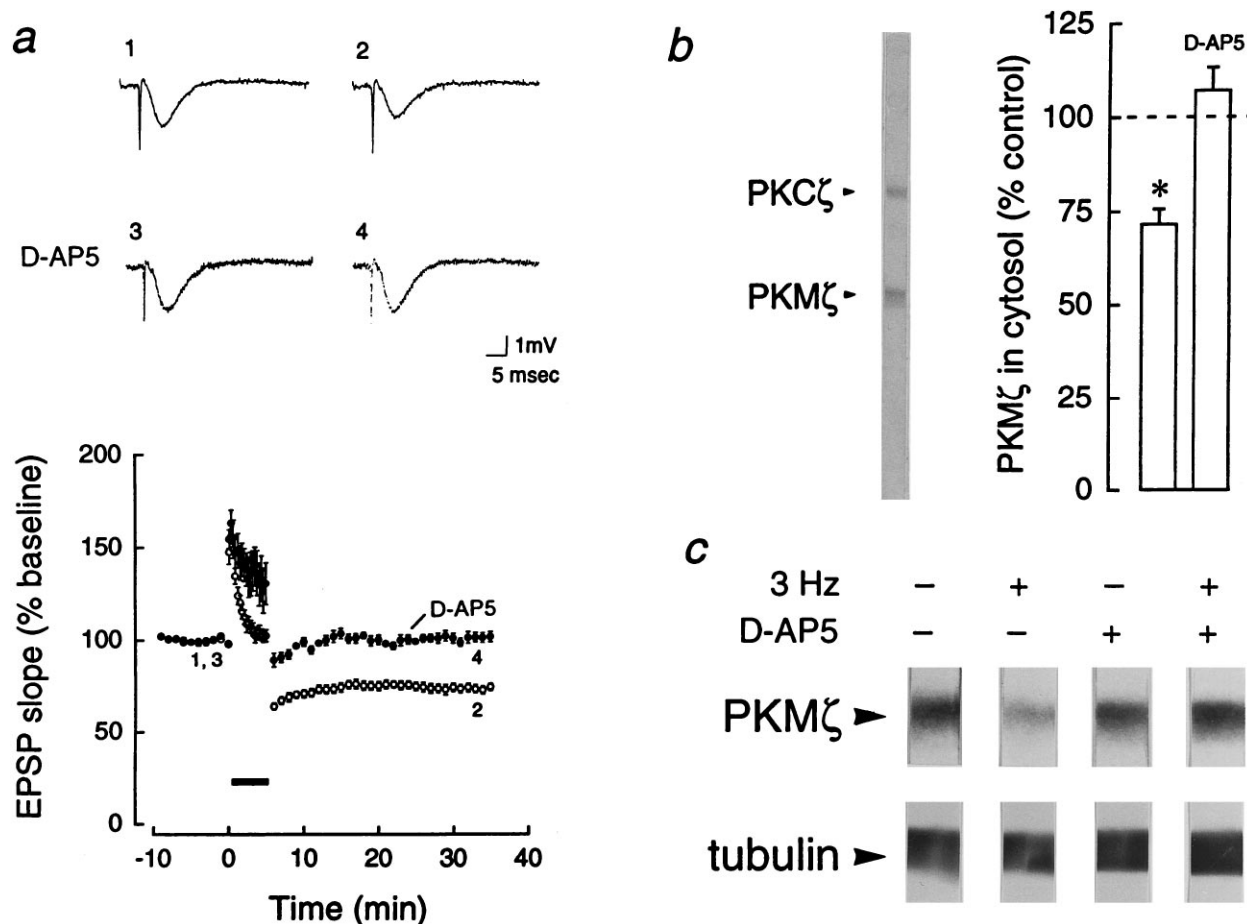 a
1
2
3
4
D-AP5
1mV
5 msec
EPSP slope (% baseline)
200
150
100
50
0
D-AP5
1, 3
4
2
-10
0
10
20
30
40
Time (min)
b
PKCζ
PKMζ
PKMζ in cytosol (% control)
125
100
75
50
25
0
D-AP5
*
c
3 Hz - + - +
D-AP5 - - + +
PKMζ
tubulin